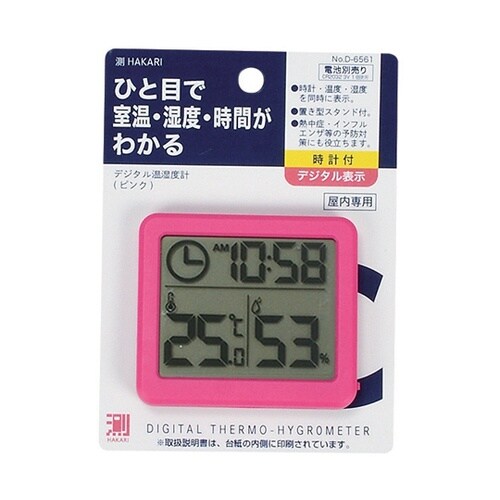 測 HAKARI
No.D-6561
電池別売り
CR2032 3V 1個使用
ひと目で
室温・湿度・時間が
わかる
●時計・温度・湿度
を同時に表示。
●置き型スタンド付。
●熱中症・インフル
エンザ等の予防対
策にも役立ちます。
時計付
デジタル表示
デジタル温湿度計
(ピンク)
屋内専用
AM 10:58
25.0℃ 53%
測
HAKARI
DIGITAL THERMO-HYGROMETER
※取扱説明書は、台紙の内側に印刷されています。